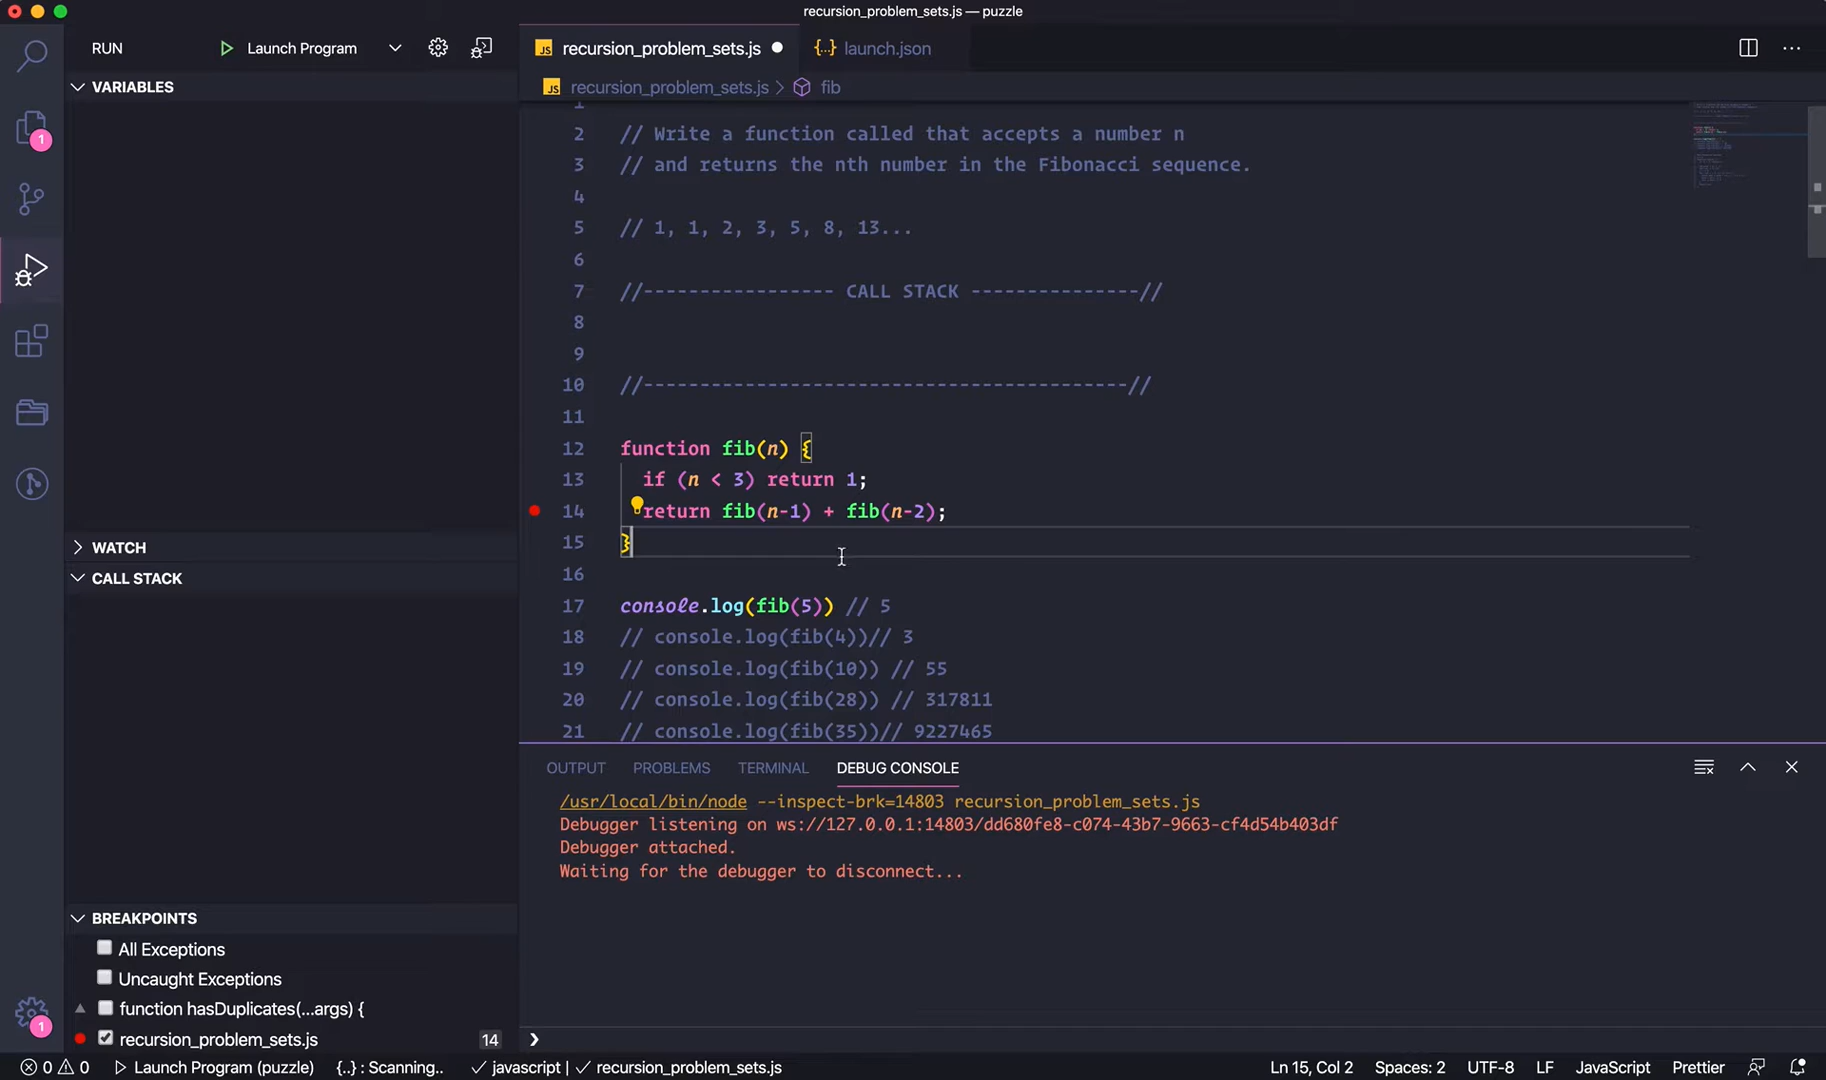 recursion_problem_sets.js — puzzle
RUN
Launch Program
JS recursion_problem_sets.js
{..} launch.json
JS recursion_problem_sets.js > fib
VARIABLES
1
2 // Write a function called that accepts a number n
3 // and returns the nth number in the Fibonacci sequence.
4
5 // 1, 1, 2, 3, 5, 8, 13...
6
7 //----------------- CALL STACK ---------------//
8
9
10 //-------------------------------------------//
11
12 function fib(n) {
13 if (n < 3) return 1;
14 return fib(n-1) + fib(n-2);
15 }
16
17 console.log(fib(5)) // 5
18 // console.log(fib(4))// 3
19 // console.log(fib(10)) // 55
20 // console.log(fib(28)) // 317811
21 // console.log(fib(35))// 9227465
1
WATCH
CALL STACK
OUTPUT PROBLEMS TERMINAL DEBUG CONSOLE
/usr/local/bin/node --inspect-brk=14803 recursion_problem_sets.js
Debugger listening on ws://127.0.0.1:14803/dd680fe8-c074-43b7-9663-cf4d54b403df
Debugger attached.
Waiting for the debugger to disconnect...
BREAKPOINTS
All Exceptions
Uncaught Exceptions
function hasDuplicates(...args) {
recursion_problem_sets.js 14
1
0 0 Launch Program (puzzle) {..} : Scanning.. ✓ javascript | ✓ recursion_problem_sets.js Ln 15, Col 2 Spaces: 2 UTF-8 LF JavaScript Prettier